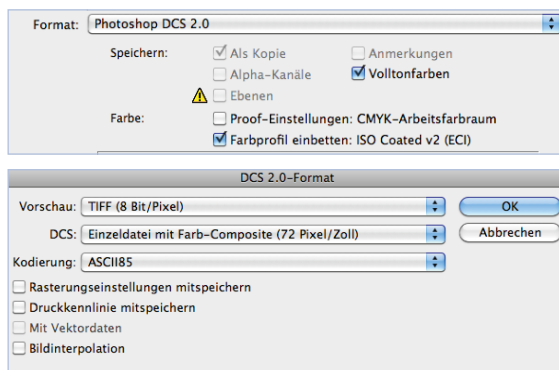 Format: Photoshop DCS 2.0
Speichern: Als Kopie Anmerkungen
Alpha-Kanäle Volltonfarben
Ebenen
Farbe: Proof-Einstellungen: CMYK-Arbeitsfarbraum
Farbprofil einbetten: ISO Coated v2 (ECI)
DCS 2.0-Format
Vorschau: TIFF (8 Bit/Pixel) OK
DCS: Einzeldatei mit Farb-Composite (72 Pixel/Zoll) Abbrechen
Kodierung: ASCII85
Rasterungseinstellungen mitspeichern
Druckkennlinie mitspeichern
Mit Vektordaten
Bildinterpolation